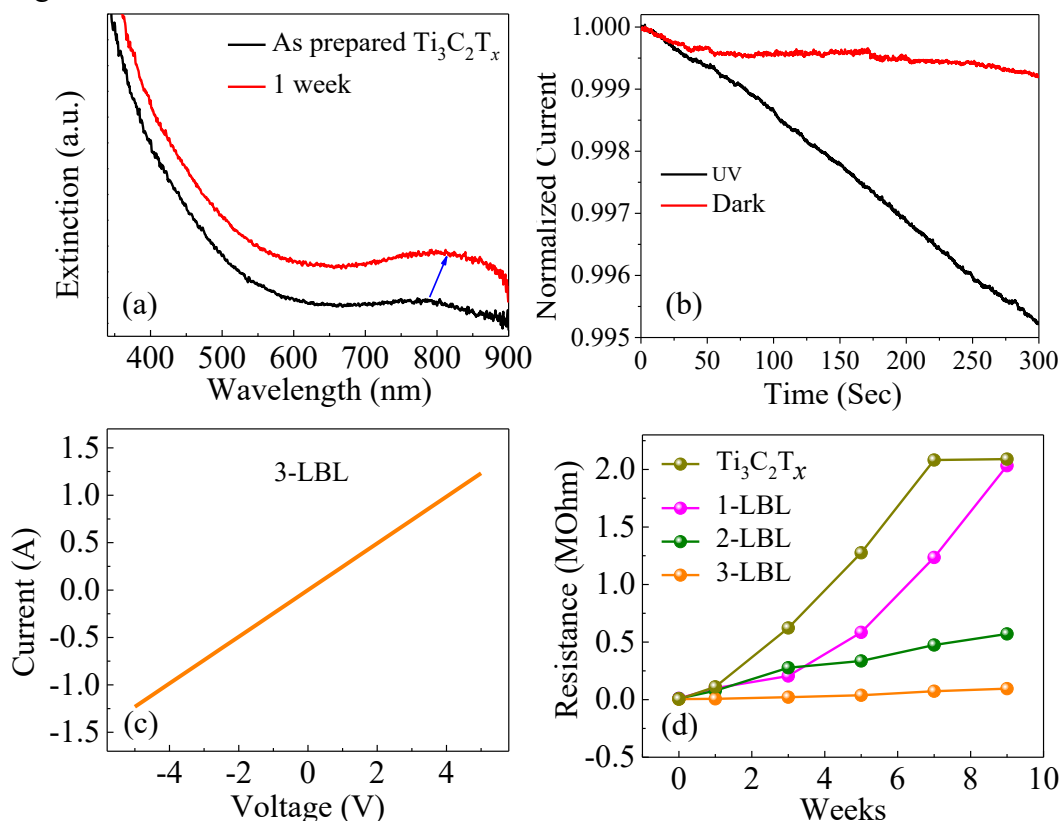 As prepared Ti₃C₂Tₓ
1 week
Extinction (a.u.)
(a)
400 500 600 700 800 900
Wavelength (nm)
1.000
0.999
0.998
0.997
0.996
0.995
Normalized Current
UV
Dark
(b)
0 50 100 150 200 250 300
Time (Sec)
1.5
1.0
0.5
0.0
-0.5
-1.0
-1.5
Current (A)
3-LBL
(c)
-4 -2 0 2 4
Voltage (V)
2.0
1.5
1.0
0.5
0.0
-0.5
Resistance (MOhm)
Ti₃C₂Tₓ
1-LBL
2-LBL
3-LBL
(d)
0 2 4 6 8 10
Weeks